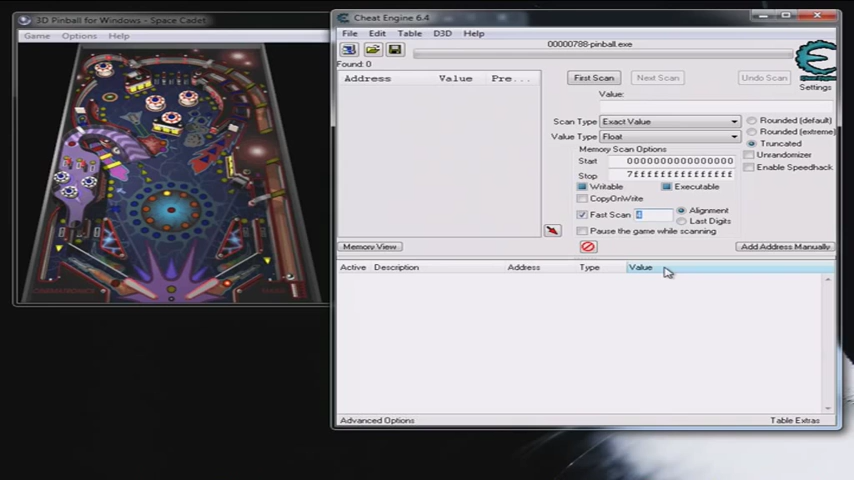 3D Pinball for Windows - Space Cadet
Game Options Help
Cheat Engine 6.4
File Edit Table D3D Help
00000788-pinball.exe
Found: 0
Address Value Pre...
First Scan Next Scan Undo Scan
Settings
Value:
Scan Type Exact Value
Value Type Float
Rounded (default)
Rounded (extreme)
Truncated
Memory Scan Options
Start 0000000000000000
Stop 7fffffffffffffff
Unrandomizer
Enable Speedhack
Writable Executable
CopyOnWrite
Fast Scan 4 Alignment
Last Digits
Pause the game while scanning
Memory View Add Address Manually
Active Description Address Type Value
Advanced Options Table Extras